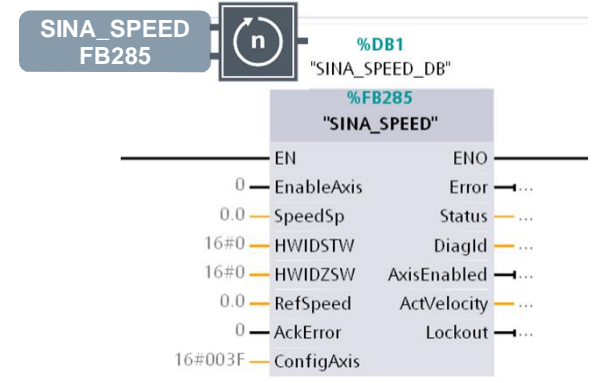 SINA_SPEED
FB285
n
%DB1
"SINA_SPEED_DB"
%FB285
"SINA_SPEED"
EN ENO
0 EnableAxis Error ...
0.0 SpeedSp Status ...
16#0 HWIDSTW DiagId ...
16#0 HWIDZSW AxisEnabled ...
0.0 RefSpeed ActVelocity ...
0 AckError Lockout ...
16#003F ConfigAxis